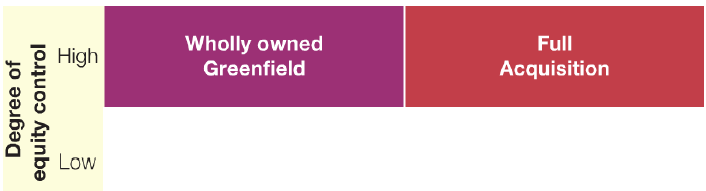 Degree of
equity control
High
Low
Wholly owned
Greenfield
Full
Acquisition